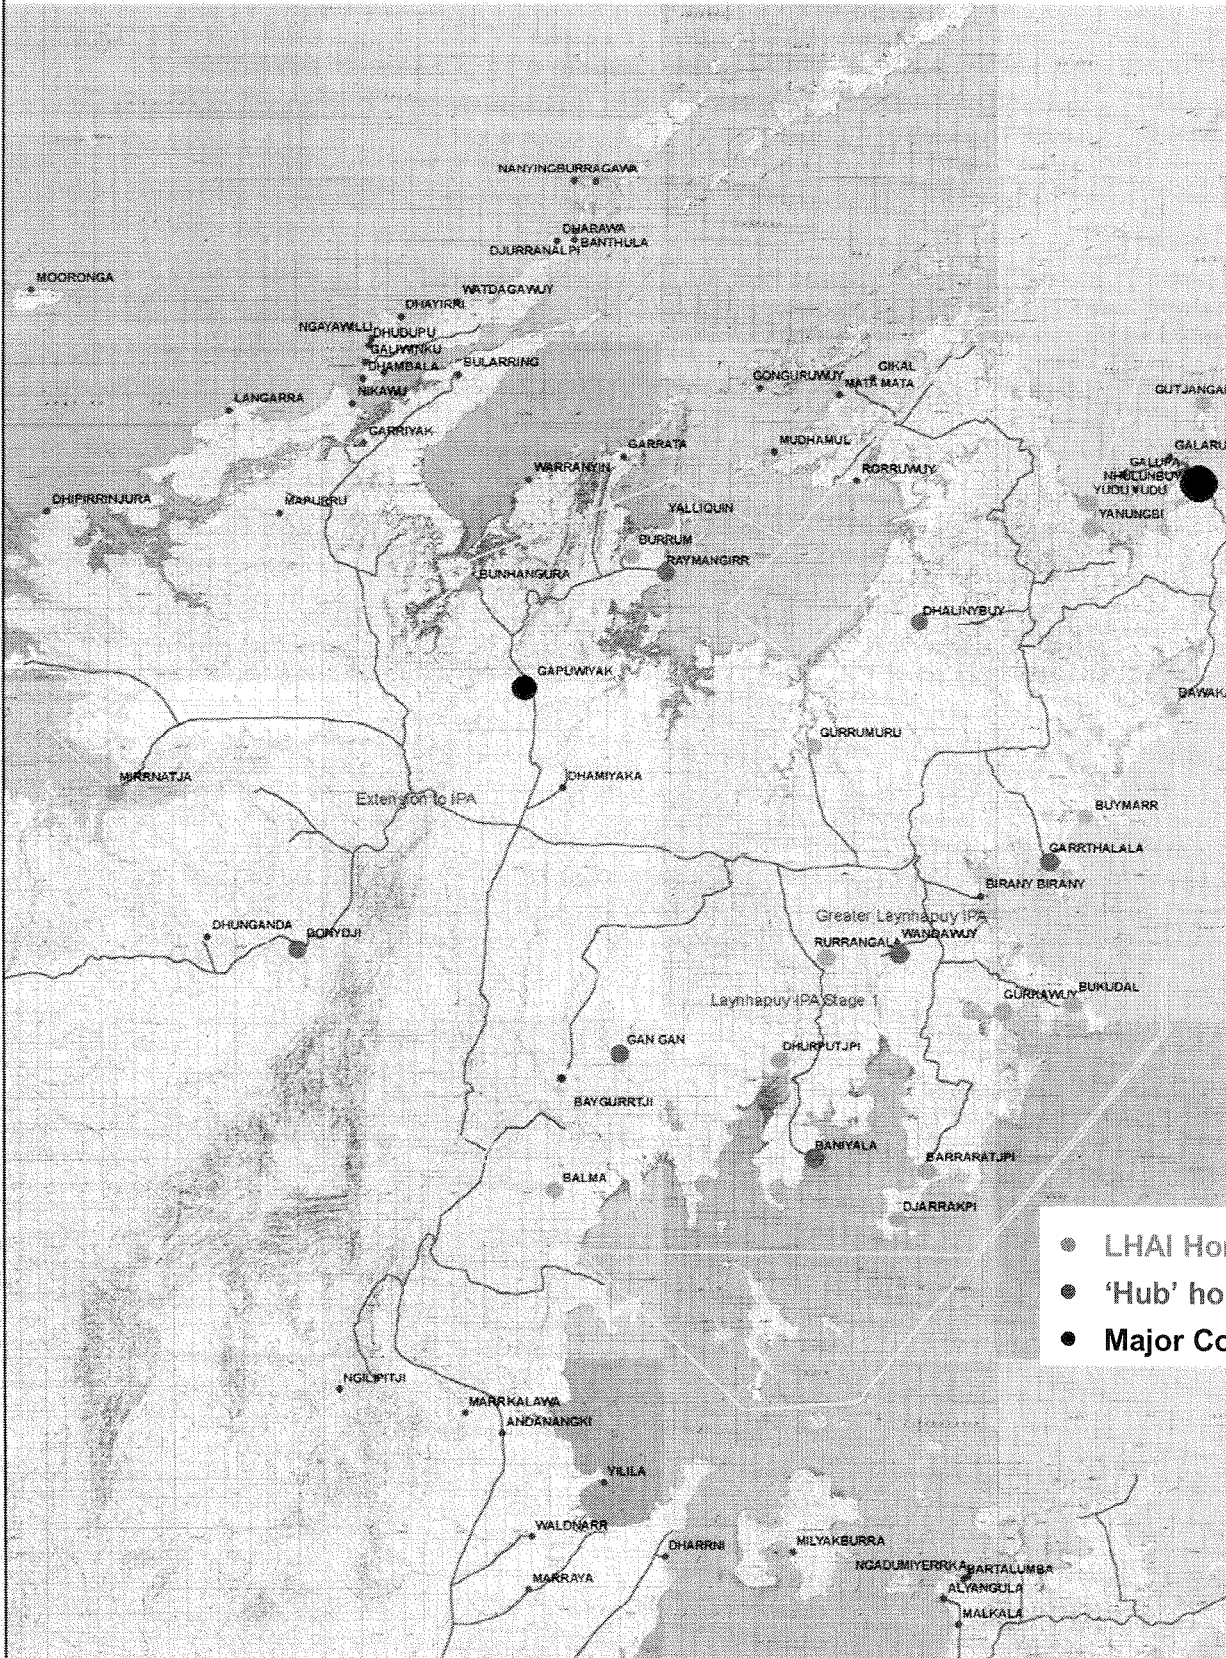 NANYINGBURRAGAWA
DHARAWA
BANTHULA
DJURRANALPI
MOORONGA
WATDAGAWUY
DHAYIRRI
NGAYAWILLI
DHUDUPU
GALIWINKU
DHAMBALA
BULARRING
NIKAWU
LANGARRA
GARRIYAK
GONGURUWUY
GIKAL
MATA MATA
GUTJANGAN
GARRATA
MUDHAMUL
GALARU
GALUPA
NHULUNBUY
YUDU YUDU
WARRANYIN
RORRUWUY
DHIPIRRINJURA
MAPURRU
YALLIQUIN
YANUNGBI
BURRUM
RAYMANGIRR
BUNHANGURA
DHALINYBUY
GAPUWIYAK
BAWAKA
GURRUMURU
MIRRNATJA
DHAMIYAKA
Extension to IPA
BUYMARR
GARRTHALALA
BIRANY BIRANY
Greater Laynhapuy IPA
DHUNGANDA
DONYDJI
RURRANGALA
WANDAWUY
Laynhapuy IPA Stage 1
GURKAWUY
BUKUDAL
GAN GAN
DHURPUTJPI
BAYGURRTJI
BANIYALA
BARRARATJPI
BALMA
DJARRAKPI
LHAI Hor
'Hub' ho
Major Co
NGILIPITJI
MARRKALAWA
ANDANANGKI
YILILA
WALDNARR
DHARRNI
MILYAKBURRA
NGADUMIYERRKA
BARTALUMBA
MARRAYA
ALYANGULA
MALKALA